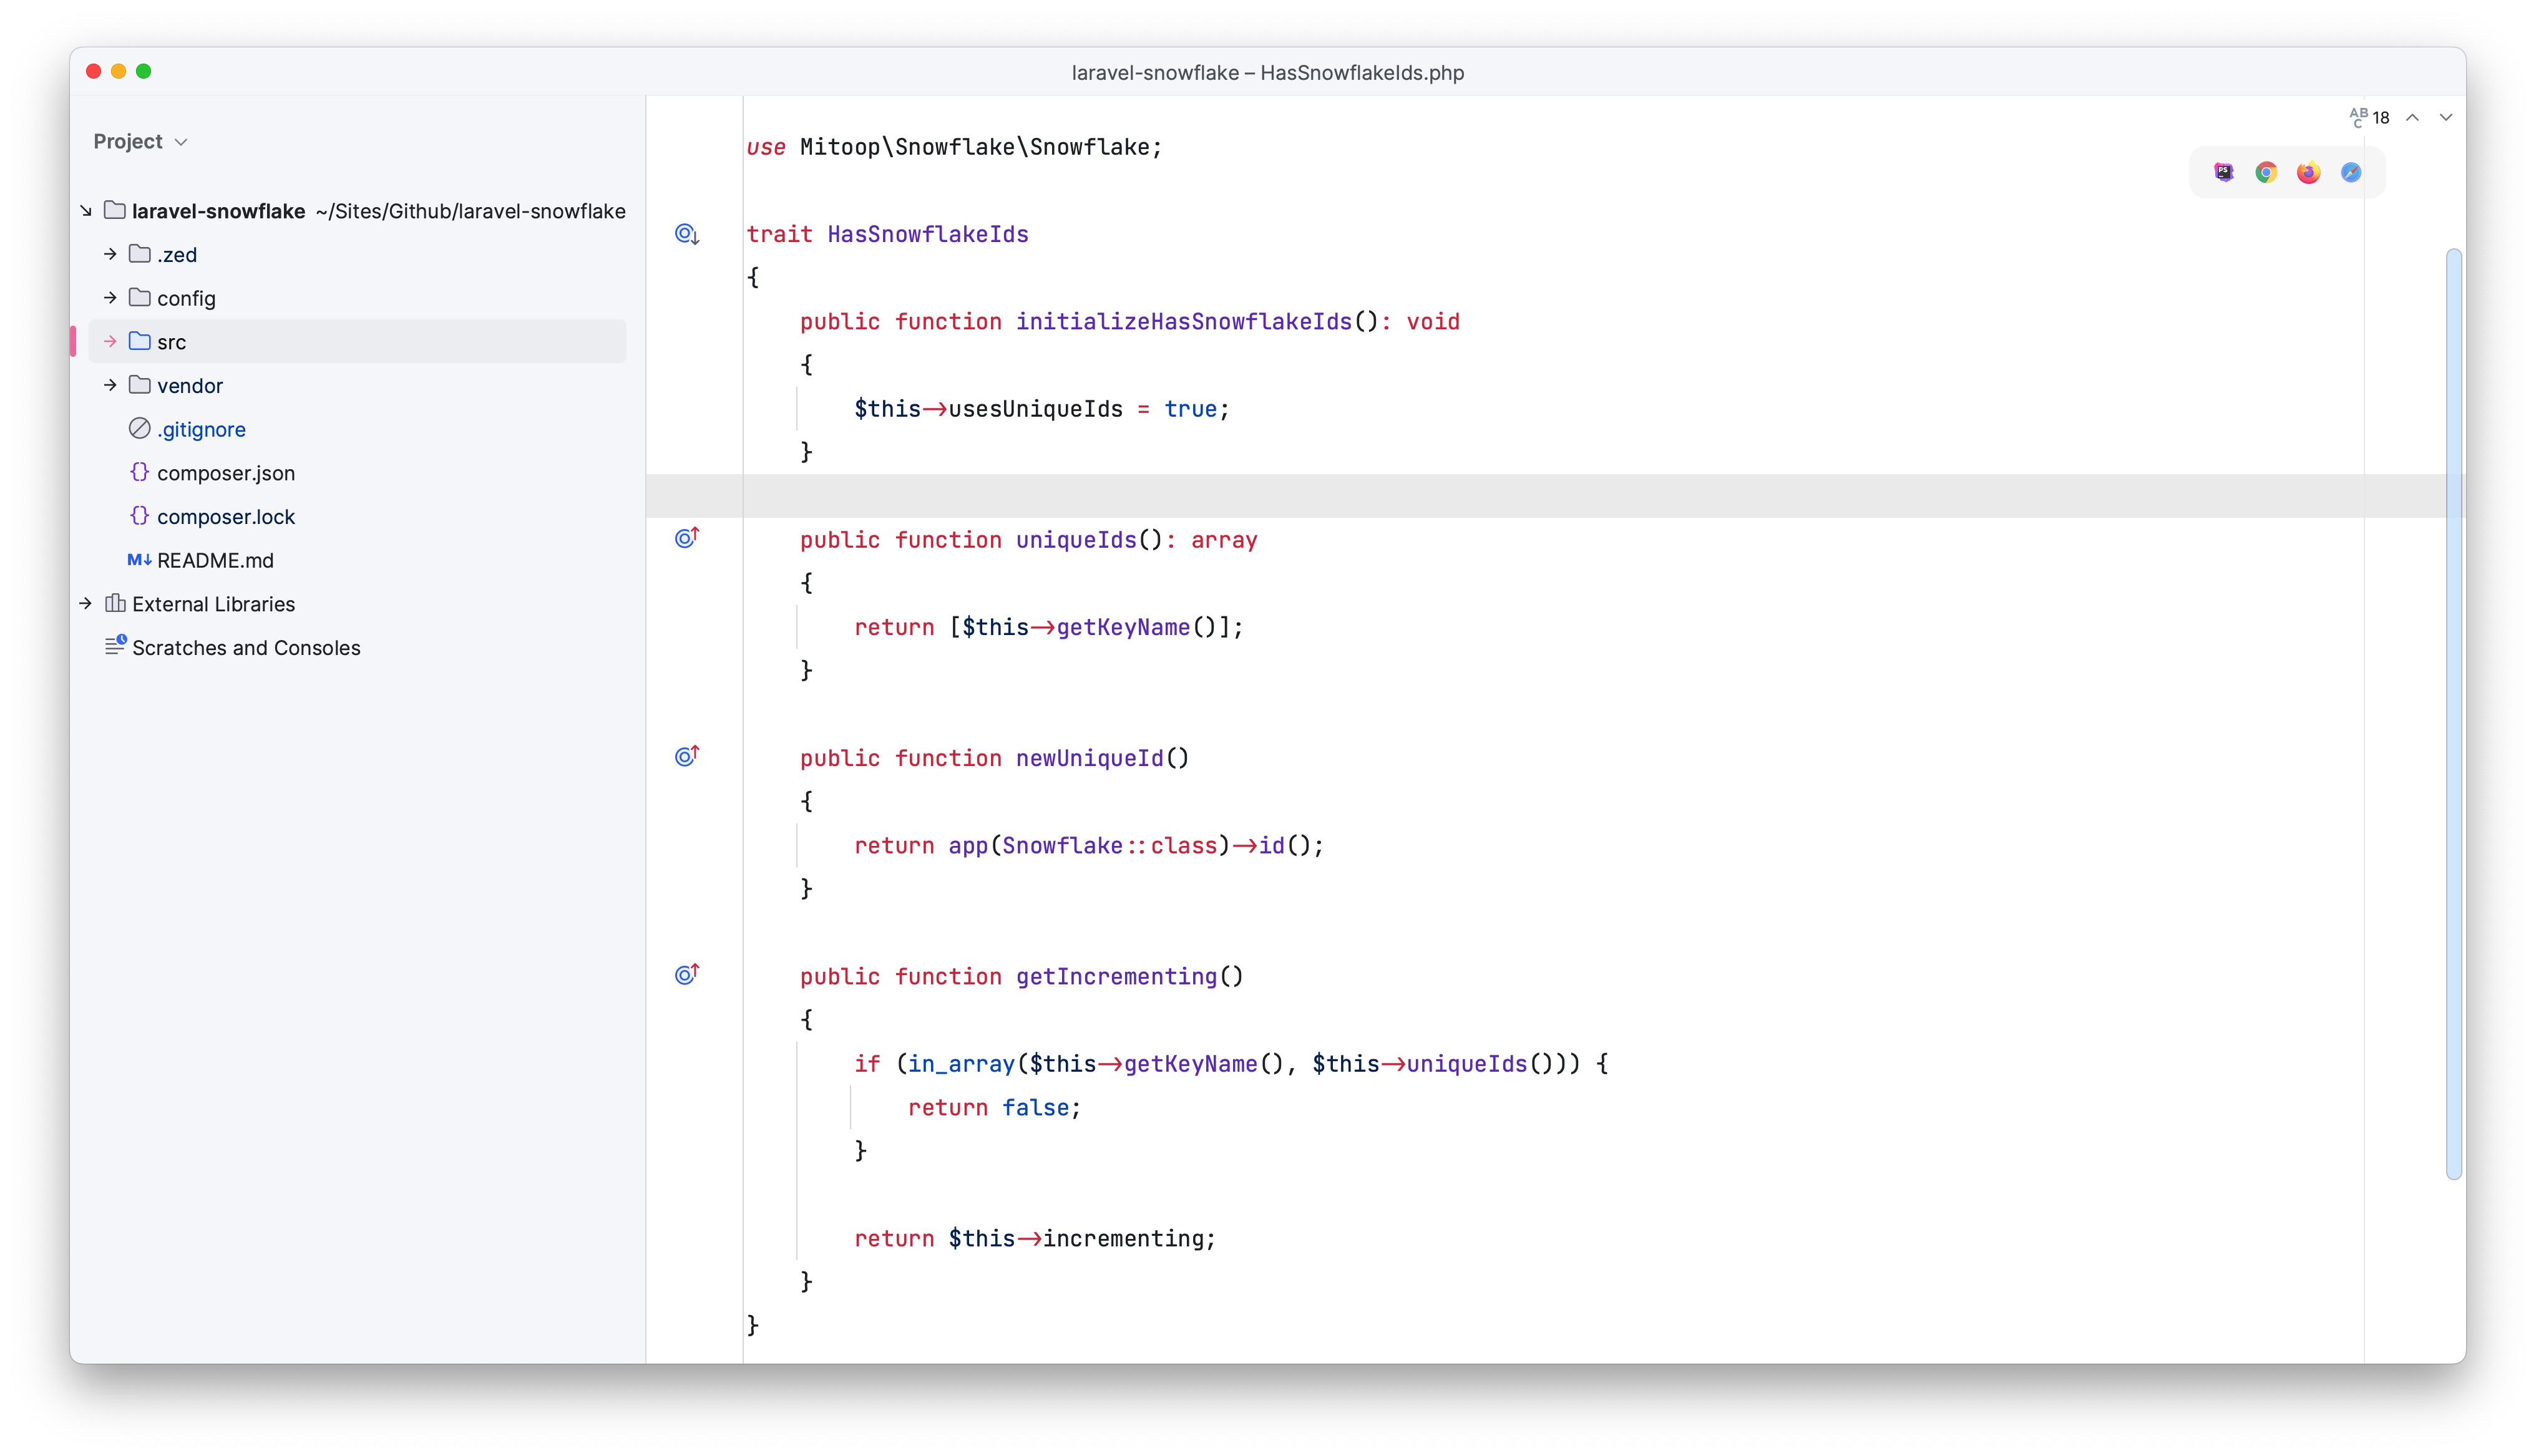 laravel-snowflake – HasSnowflakeIds.php
Project
laravel-snowflake ~/Sites/Github/laravel-snowflake
.zed
config
src
vendor
.gitignore
{} composer.json
{} composer.lock
M↓ README.md
External Libraries
Scratches and Consoles
ABC 18
PS
use Mitoop\Snowflake\Snowflake;
trait HasSnowflakeIds
{
    public function initializeHasSnowflakeIds(): void
    {
        $this->usesUniqueIds = true;
    }
    public function uniqueIds(): array
    {
        return [$this->getKeyName()];
    }
    public function newUniqueId()
    {
        return app(Snowflake::class)->id();
    }
    public function getIncrementing()
    {
        if (in_array($this->getKeyName(), $this->uniqueIds())) {
            return false;
        }
        return $this->incrementing;
    }
}